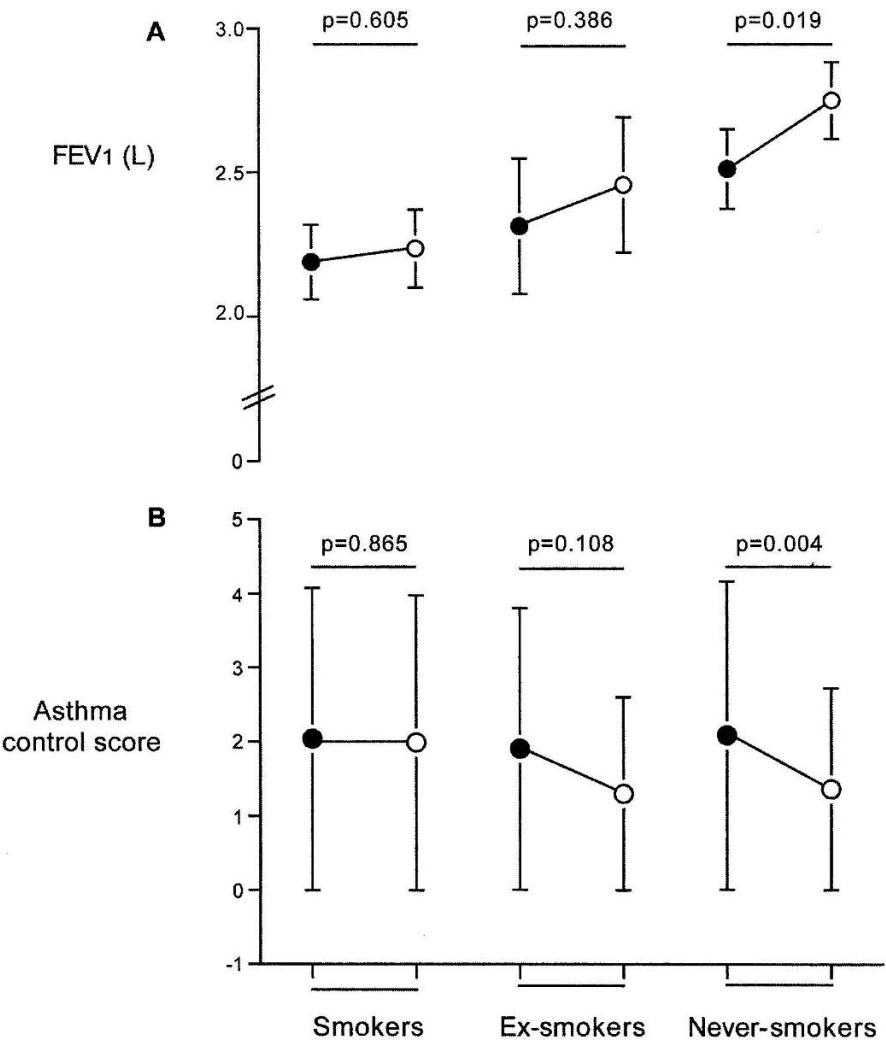 A
3.0
p=0.605
p=0.386
p=0.019
FEV1 (L)
2.5
2.0
0
B
5
p=0.865
p=0.108
p=0.004
4
3
Asthma
control score
2
1
0
-1
Smokers
Ex-smokers
Never-smokers